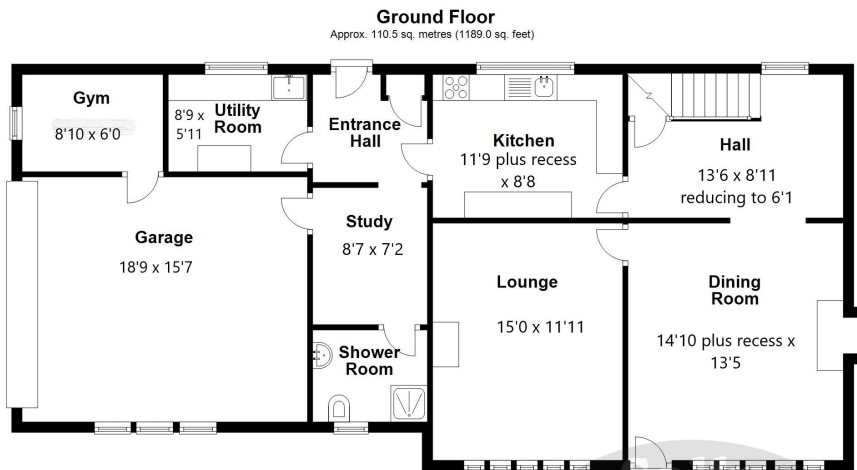 Ground Floor
Approx. 110.5 sq. metres (1189.0 sq. feet)
Gym
8'10 x 6'0
8'9 x
5'11
Utility
Room
Entrance
Hall
Kitchen
11'9 plus recess
x 8'8
Hall
13'6 x 8'11
reducing to 6'1
Garage
18'9 x 15'7
Study
8'7 x 7'2
Lounge
15'0 x 11'11
Dining
Room
14'10 plus recess x
13'5
Shower
Room